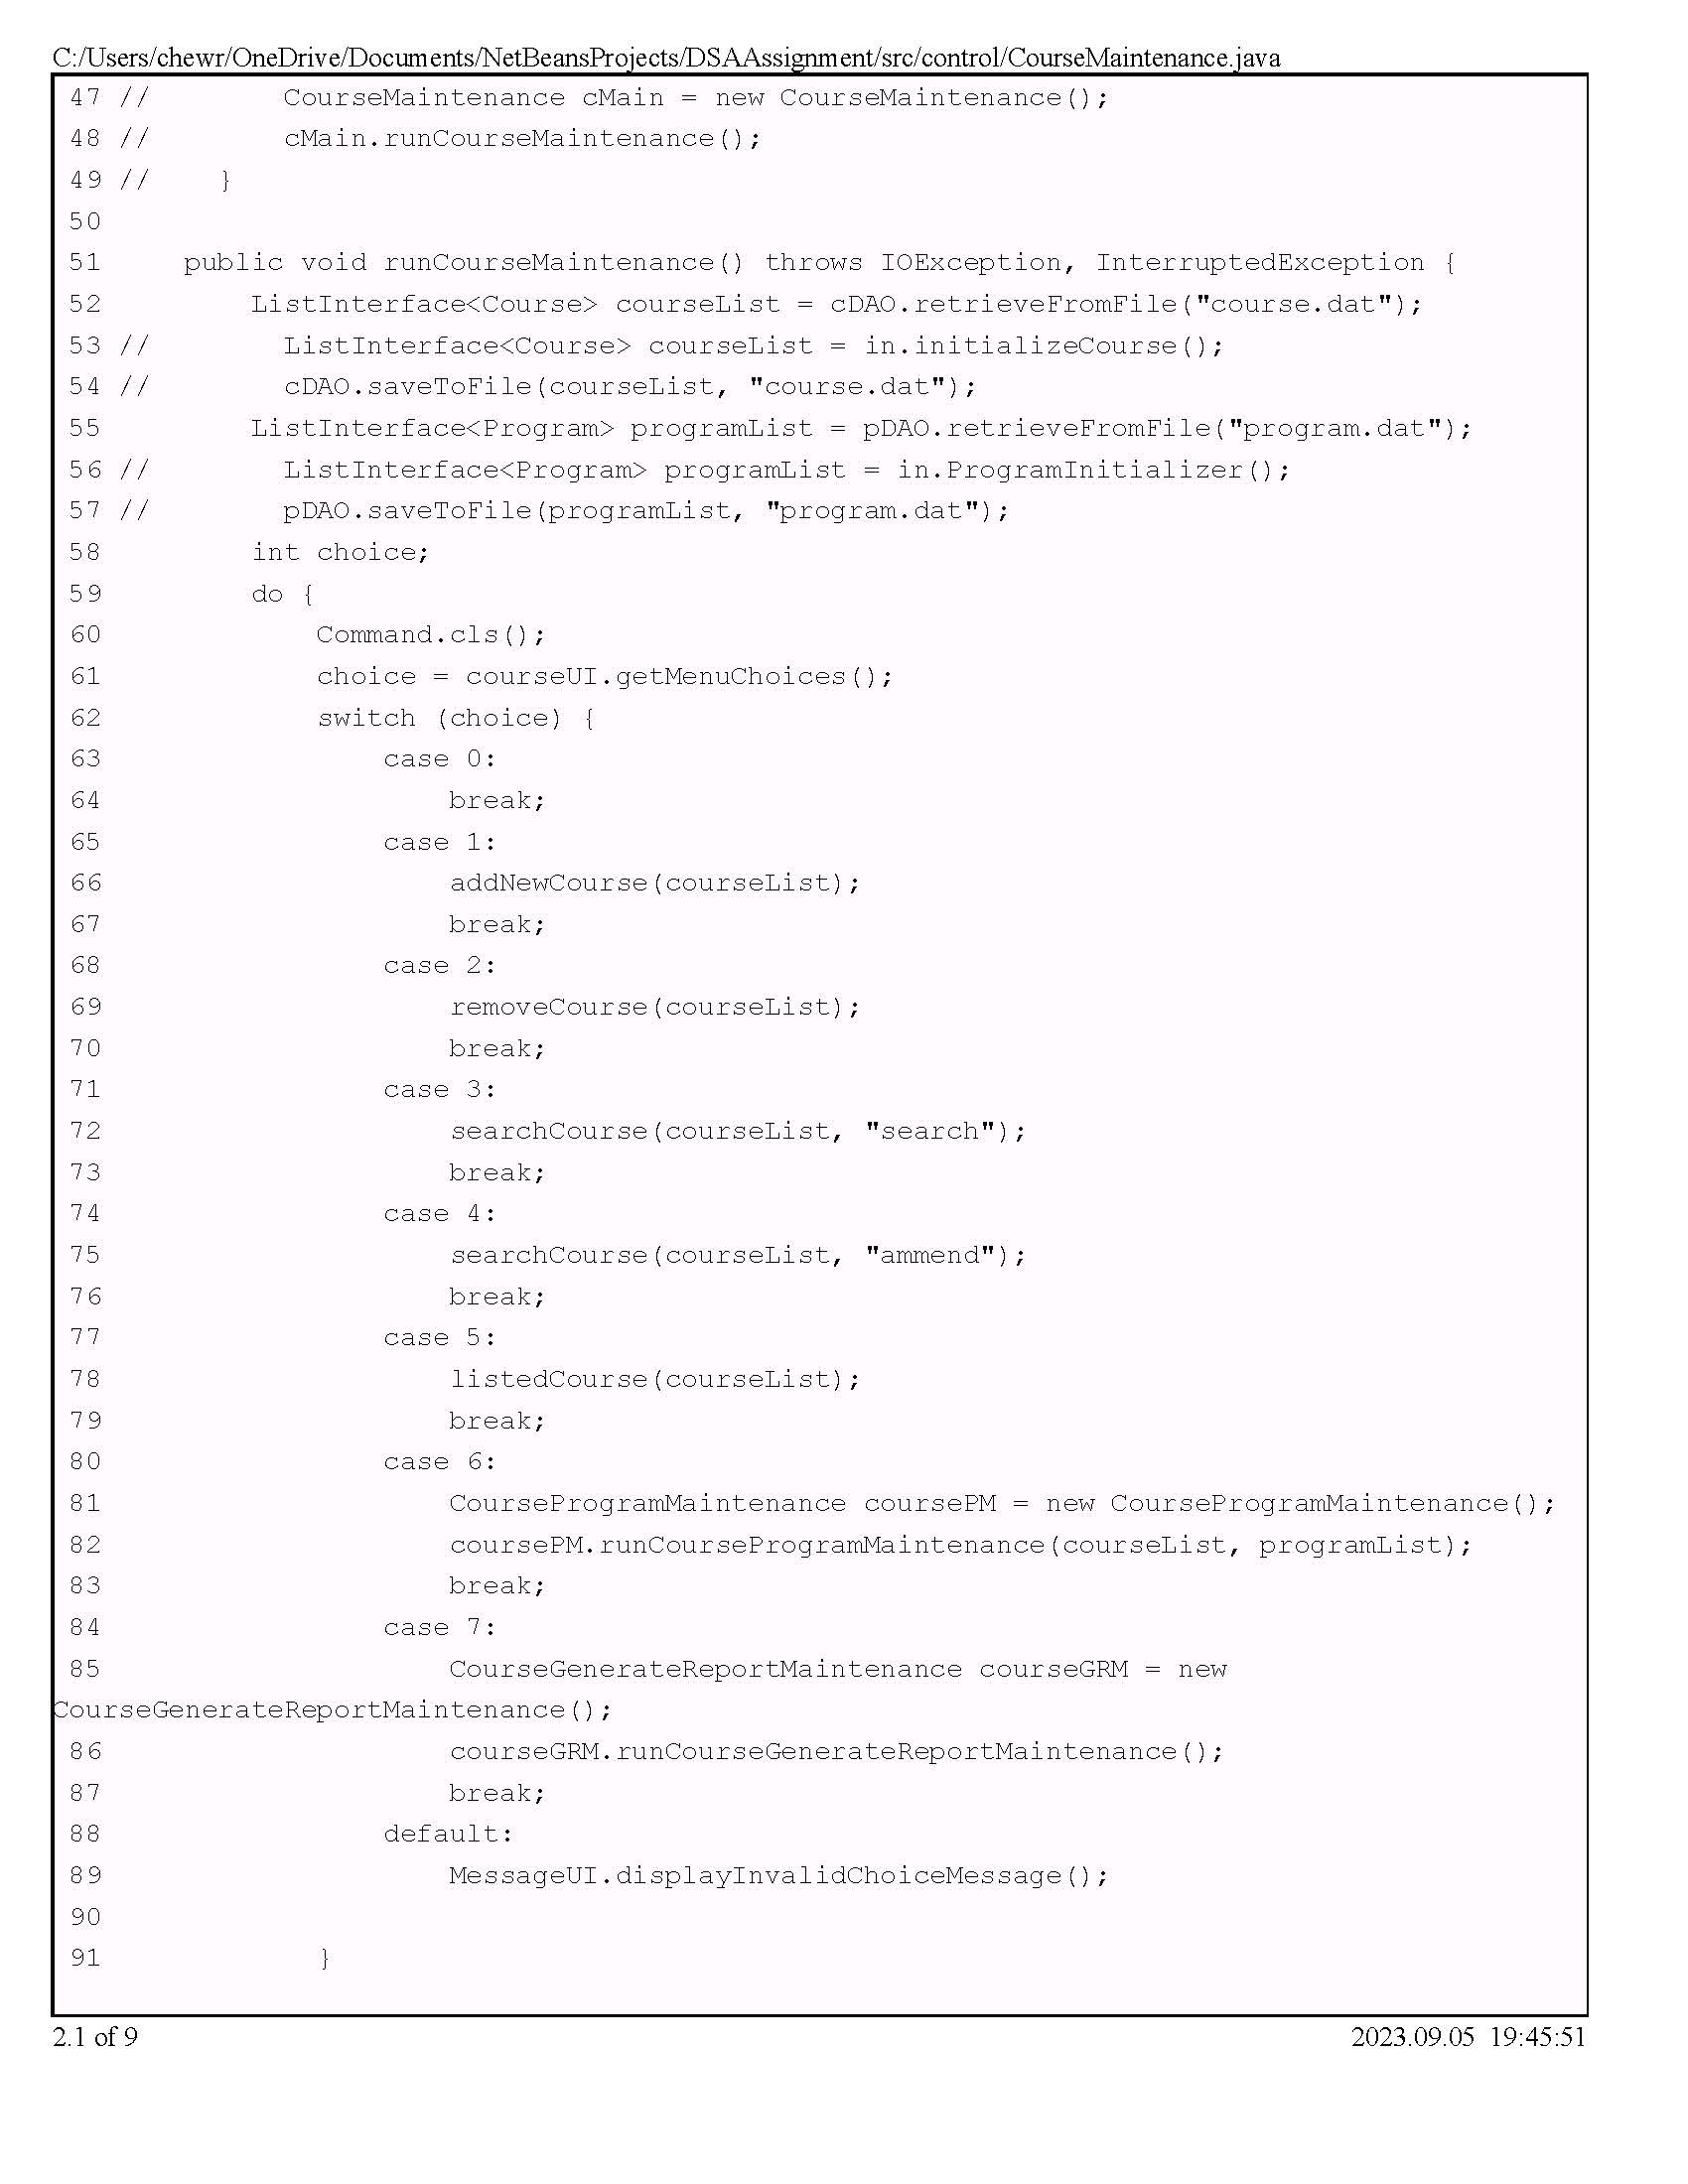 C:/Users/chewr/OneDrive/Documents/NetBeansProjects/DSAAssignment/src/control/CourseMaintenance.java
47 //        CourseMaintenance cMain = new CourseMaintenance();
48 //        cMain.runCourseMaintenance();
49 //    }
50
51     public void runCourseMaintenance() throws IOException, InterruptedException {
52         ListInterface<Course> courseList = cDAO.retrieveFromFile("course.dat");
53 //        ListInterface<Course> courseList = in.initializeCourse();
54 //        cDAO.saveToFile(courseList, "course.dat");
55         ListInterface<Program> programList = pDAO.retrieveFromFile("program.dat");
56 //        ListInterface<Program> programList = in.ProgramInitializer();
57 //        pDAO.saveToFile(programList, "program.dat");
58         int choice;
59         do {
60             Command.cls();
61             choice = courseUI.getMenuChoices();
62             switch (choice) {
63                 case 0:
64                     break;
65                 case 1:
66                     addNewCourse(courseList);
67                     break;
68                 case 2:
69                     removeCourse(courseList);
70                     break;
71                 case 3:
72                     searchCourse(courseList, "search");
73                     break;
74                 case 4:
75                     searchCourse(courseList, "ammend");
76                     break;
77                 case 5:
78                     listedCourse(courseList);
79                     break;
80                 case 6:
81                     CourseProgramMaintenance coursePM = new CourseProgramMaintenance();
82                     coursePM.runCourseProgramMaintenance(courseList, programList);
83                     break;
84                 case 7:
85                     CourseGenerateReportMaintenance courseGRM = new
CourseGenerateReportMaintenance();
86                     courseGRM.runCourseGenerateReportMaintenance();
87                     break;
88                 default:
89                     MessageUI.displayInvalidChoiceMessage();
90
91             }
2.1 of 9
2023.09.05 19:45:51